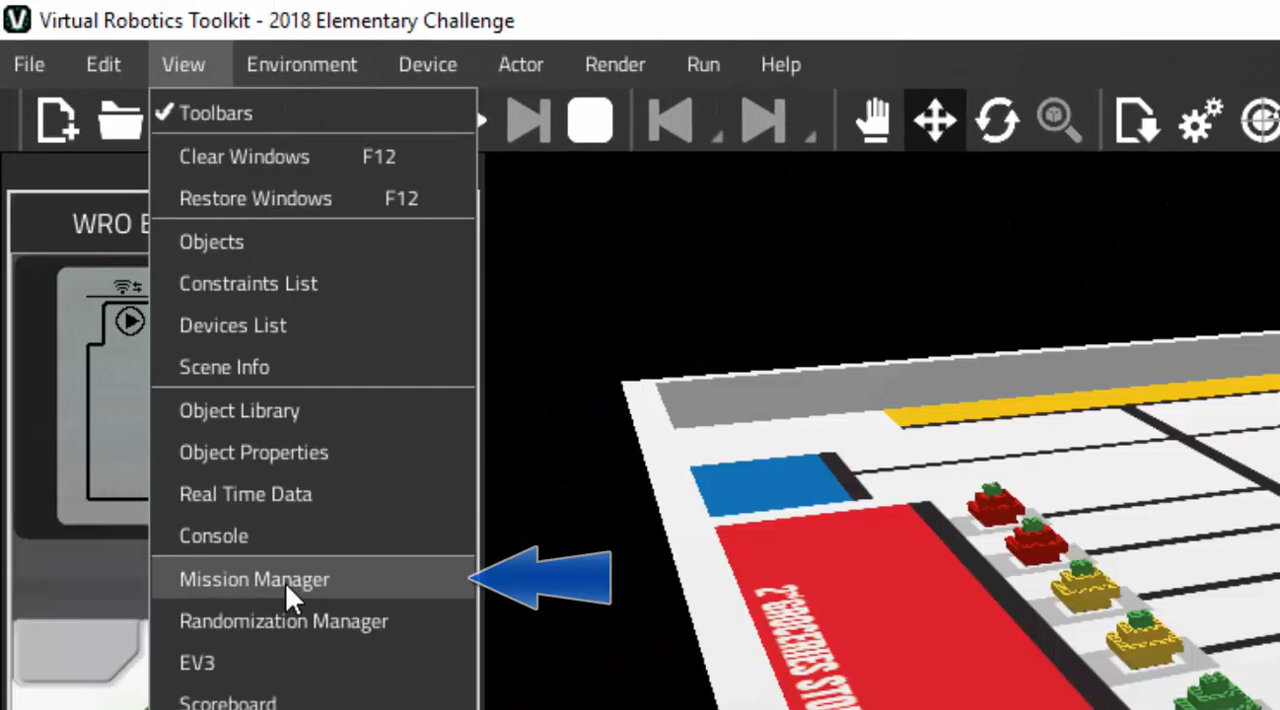 Virtual Robotics Toolkit - 2018 Elementary Challenge
File Edit View Environment Device Actor Render Run Help
Toolbars
Clear Windows F12
Restore Windows F12
WRO
Objects
Constraints List
Devices List
Scene Info
Object Library
Object Properties
Real Time Data
Console
Mission Manager
Randomization Manager
EV3
Scoreboard
GROCERIES